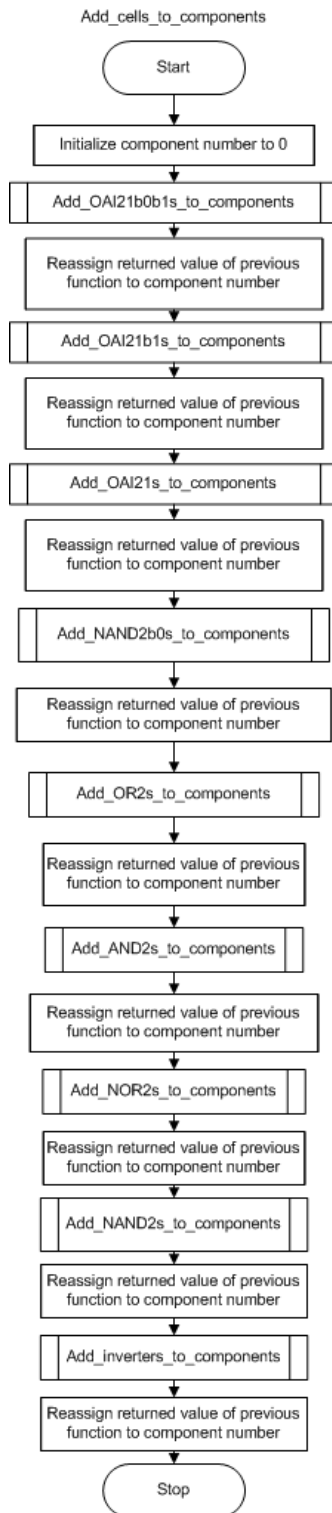 Add_cells_to_components
Start
Initialize component number to 0
Add_OAI21b0b1s_to_components
Reassign returned value of previous
function to component number
Add_OAI21b1s_to_components
Reassign returned value of previous
function to component number
Add_OAI21s_to_components
Reassign returned value of previous
function to component number
Add_NAND2b0s_to_components
Reassign returned value of previous
function to component number
Add_OR2s_to_components
Reassign returned value of previous
function to component number
Add_AND2s_to_components
Reassign returned value of previous
function to component number
Add_NOR2s_to_components
Reassign returned value of previous
function to component number
Add_NAND2s_to_components
Reassign returned value of previous
function to component number
Add_inverters_to_components
Reassign returned value of previous
function to component number
Stop